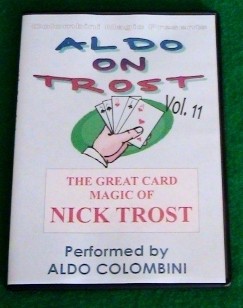 Colombini Magic Presents
ALDO
ON
TROST
Vol. 11
THE GREAT CARD
MAGIC OF
NICK TROST
Performed by
ALDO COLOMBINI